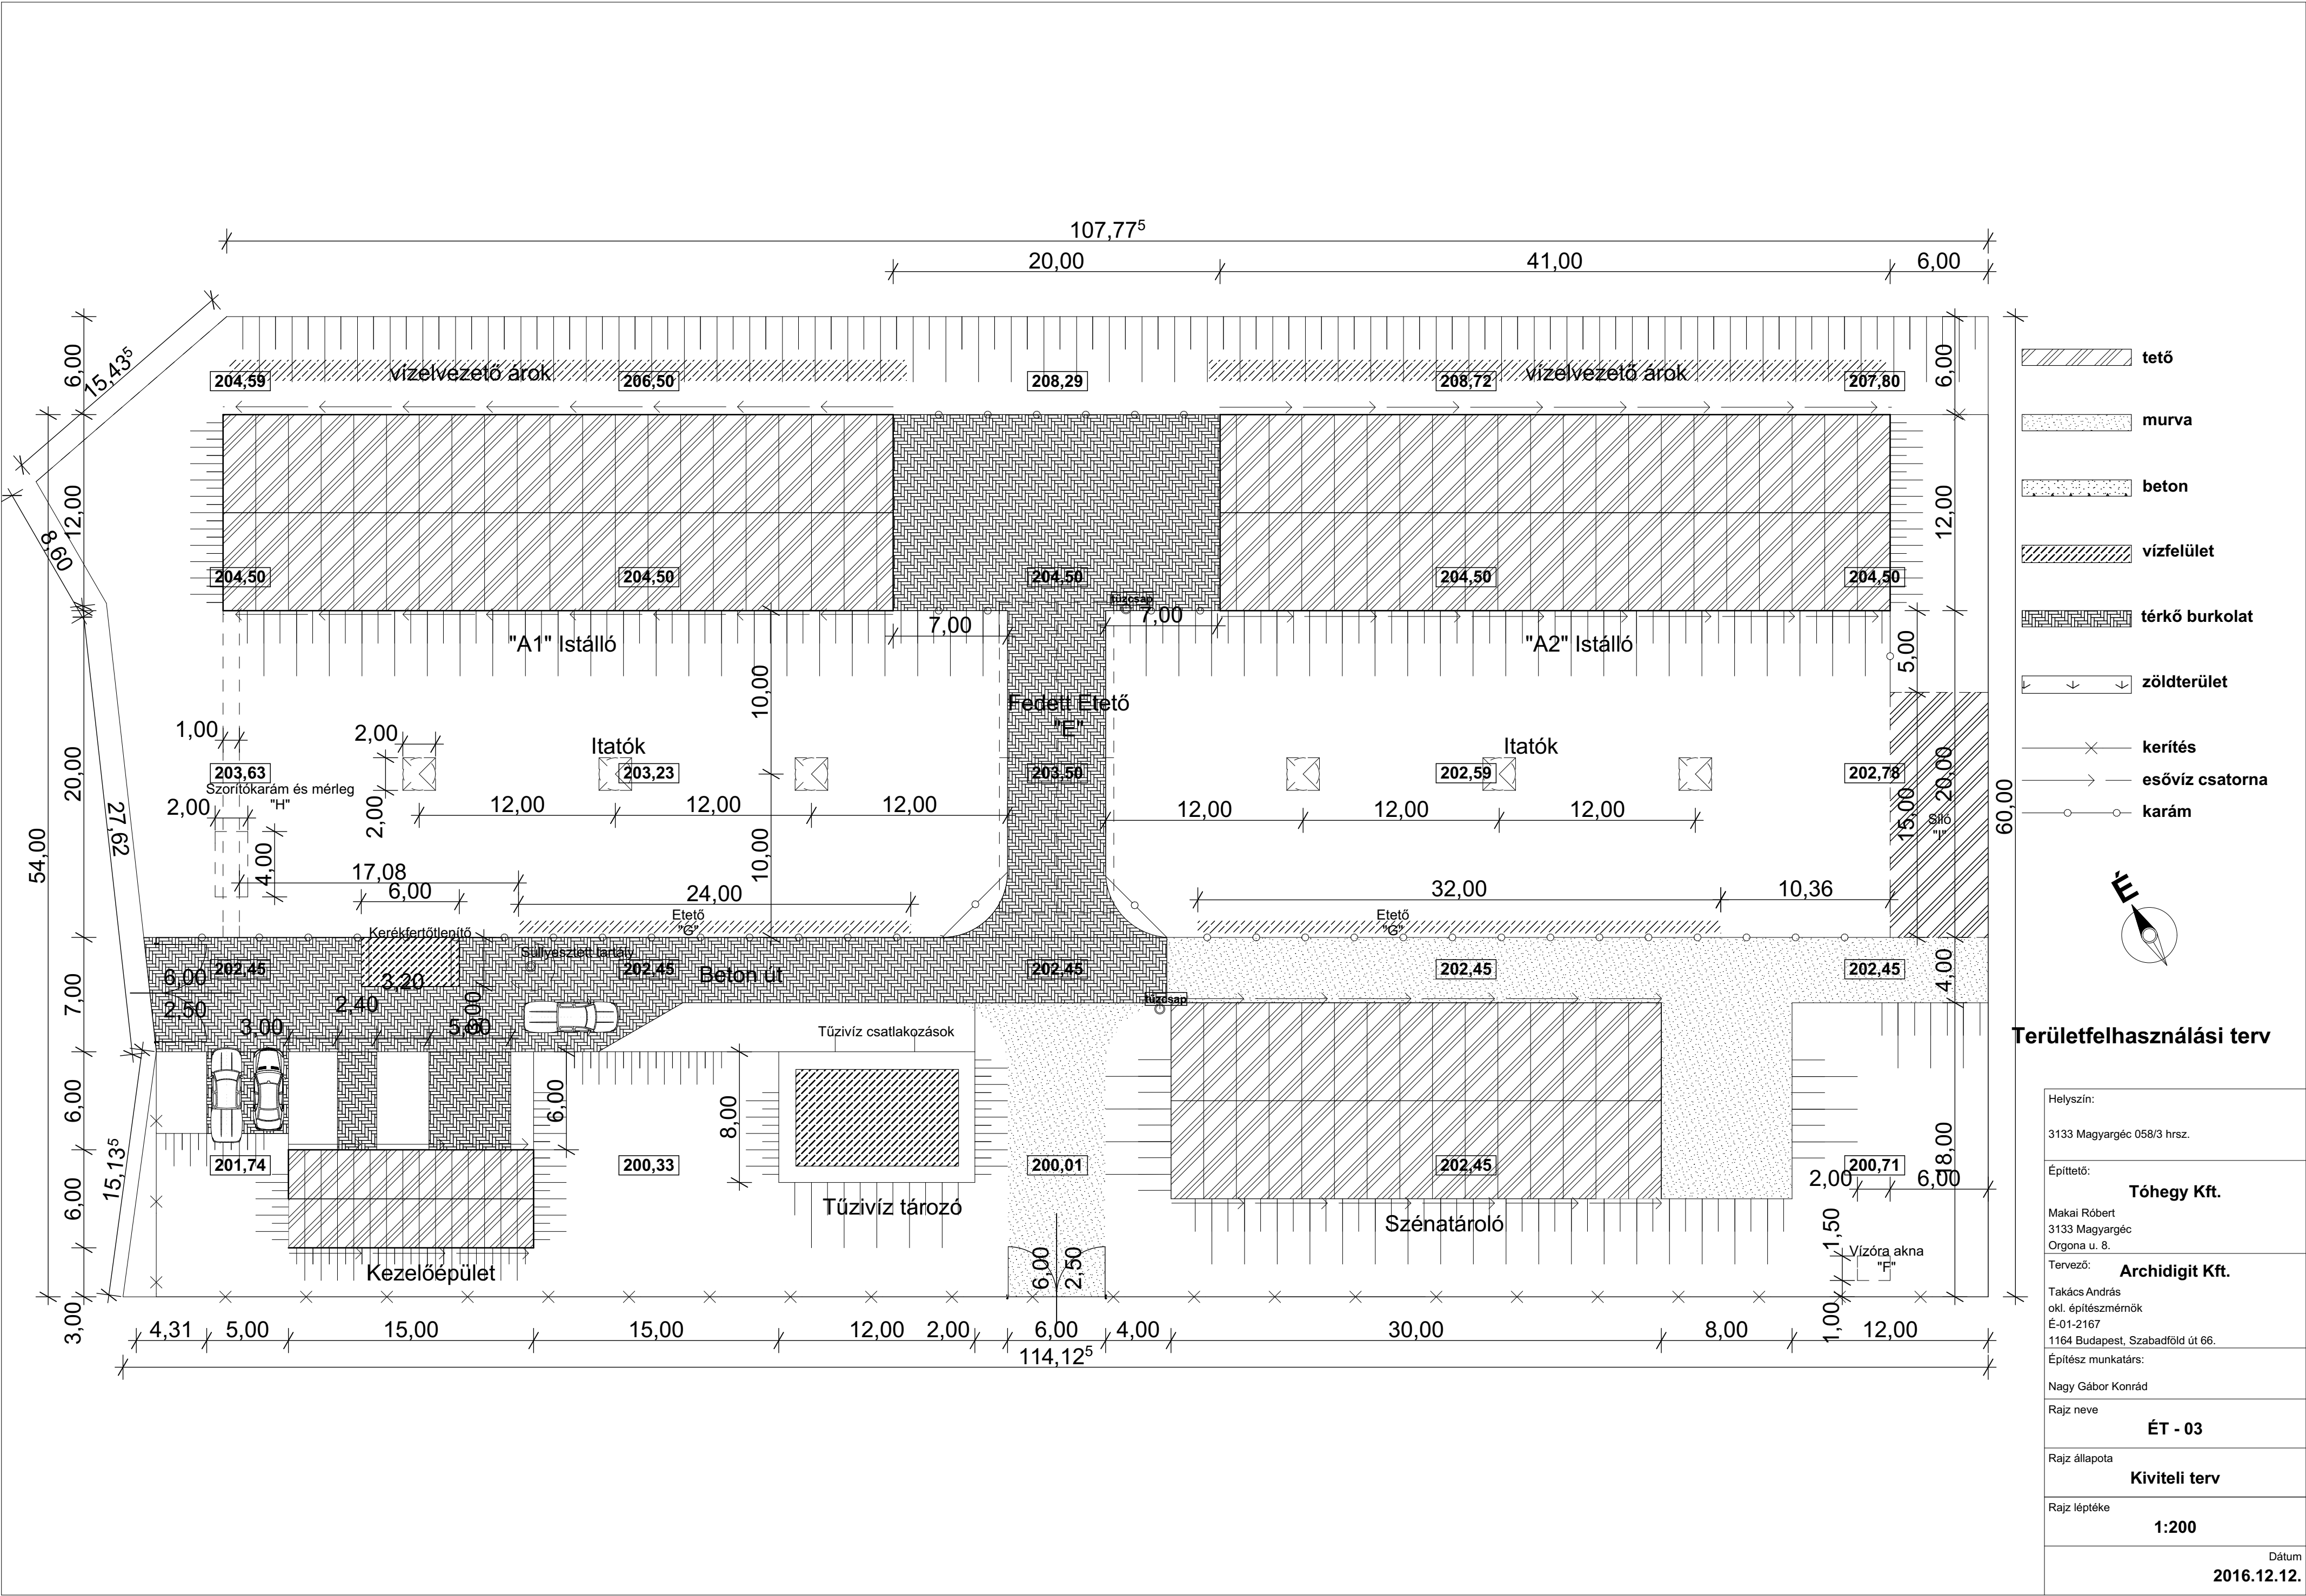 107,77⁵
20,00
41,00
6,00
15,43⁵
6,00
12,00
8,60
20,00
27,62
54,00
7,00
6,00
6,00
15,13⁵
3,00
204,59
vízelvezető árok
206,50
208,29
208,72
vízelvezető árok
207,80
6,00
12,00
204,50
204,50
204,50
204,50
204,50
tűzcsap
7,00
7,00
"A1" Istálló
"A2" Istálló
5,00
10,00
Fedett Etető
"E"
1,00
2,00
Itatók
Itatók
203,63
203,23
203,50
202,59
202,78
20,00
Szorítókarám és mérleg
"H"
2,00
2,00
12,00
12,00
12,00
12,00
12,00
12,00
15,00
Siló
"I"
60,00
4,00
10,00
17,08
6,00
24,00
32,00
10,36
Etető
"G"
Etető
"G"
Kerékfertőtlenítő
Süllyesztett tartály
6,00
202,45
3,20
202,45
Beton út
202,45
202,45
202,45
4,00
2,50
2,40
3,00
5,00
tűzcsap
Tűzivíz csatlakozások
6,00
8,00
201,74
200,33
200,01
202,45
200,71
18,00
2,00
6,00
Tűzivíz tározó
Szénatároló
1,50
Vízóra akna
"F"
Kezelőépület
6,00
2,50
1,00
4,31
5,00
15,00
15,00
12,00
2,00
6,00
4,00
30,00
8,00
12,00
114,12⁵
tető
murva
beton
vízfelület
térkő burkolat
zöldterület
kerítés
esővíz csatorna
karám
É
Területfelhasználási terv
Helyszín:
3133 Magyargéc 058/3 hrsz.
Építtető:
Tóhegy Kft.
Makai Róbert
3133 Magyargéc
Orgona u. 8.
Tervező:
Archidigit Kft.
Takács András
okl. építészmérnök
É-01-2167
1164 Budapest, Szabadföld út 66.
Építész munkatárs:
Nagy Gábor Konrád
Rajz neve
ÉT - 03
Rajz állapota
Kiviteli terv
Rajz léptéke
1:200
Dátum
2016.12.12.